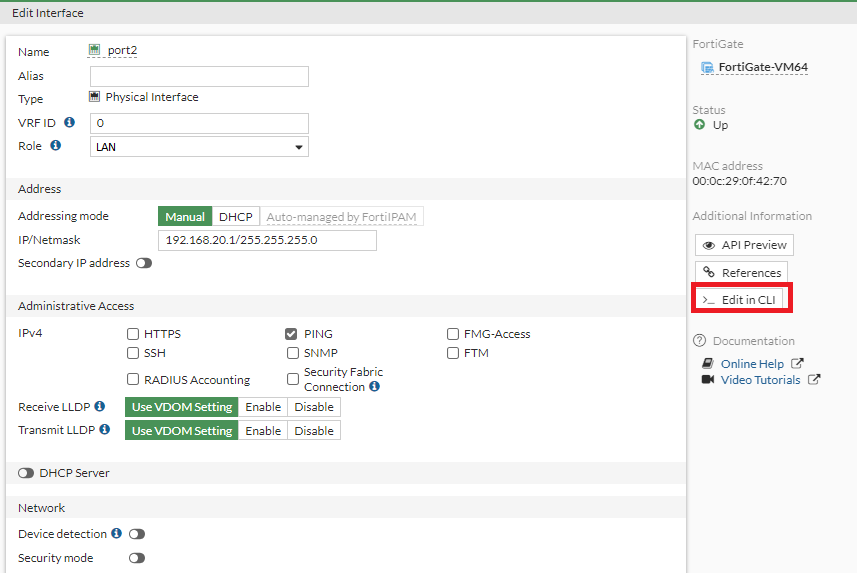 Edit Interface
Name port2
Alias
Type Physical Interface
VRF ID 0
Role LAN
Address
Addressing mode Manual DHCP Auto-managed by FortiIPAM
IP/Netmask 192.168.20.1/255.255.255.0
Secondary IP address
Administrative Access
IPv4 HTTPS PING FMG-Access
SSH SNMP FTM
RADIUS Accounting Security Fabric
Connection
Receive LLDP Use VDOM Setting Enable Disable
Transmit LLDP Use VDOM Setting Enable Disable
DHCP Server
Network
Device detection
Security mode
FortiGate
FortiGate-VM64
Status
Up
MAC address
00:0c:29:0f:42:70
Additional Information
API Preview
References
>_ Edit in CLI
Documentation
Online Help
Video Tutorials